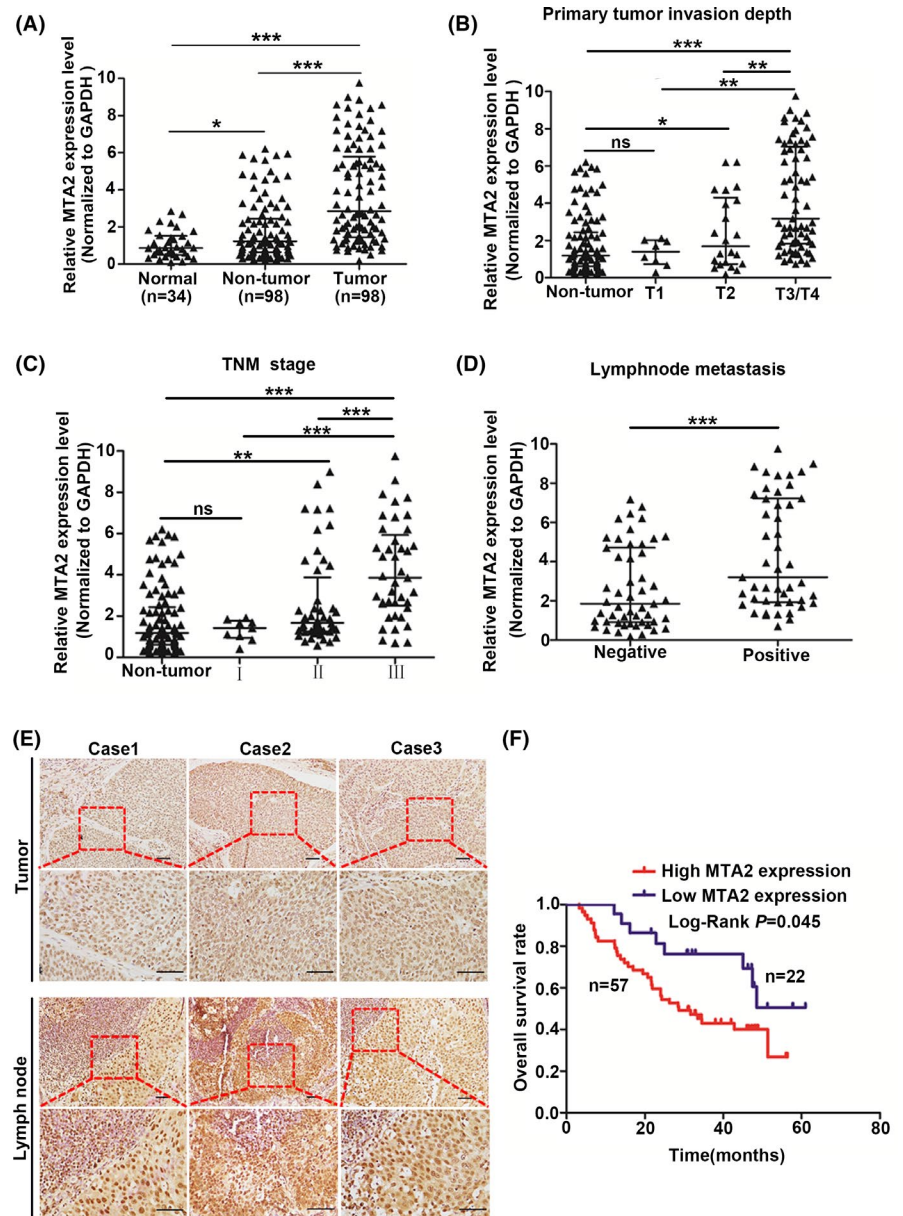 (A)
***
***
*
Relative MTA2 expression level
(Normalized to GAPDH )
10
8
6
4
2
0
Normal
(n=34)
Non-tumor
(n=98)
Tumor
(n=98)
(B)
Primary tumor invasion depth
***
**
**
*
ns
Relative MTA2 expression level
(Normalized to GAPDH)
10
8
6
4
2
0
Non-tumor
T1
T2
T3/T4
(C)
TNM stage
***
***
***
**
ns
Relative MTA2 expression level
(Normalized to GAPDH)
10
8
6
4
2
0
Non-tumor
I
II
III
(D)
Lymphnode metastasis
***
Relative MTA2 expression level
(Normalized to GAPDH)
10
8
6
4
2
0
Negative
Positive
(E)
Case1
Case2
Case3
Tumor
Lymph node
(F)
High MTA2 expression
Low MTA2 expression
Log-Rank P=0.045
n=57
n=22
Overall survival rate
1.0
0.8
0.6
0.4
0.2
0.0
0
20
40
60
80
Time(months)